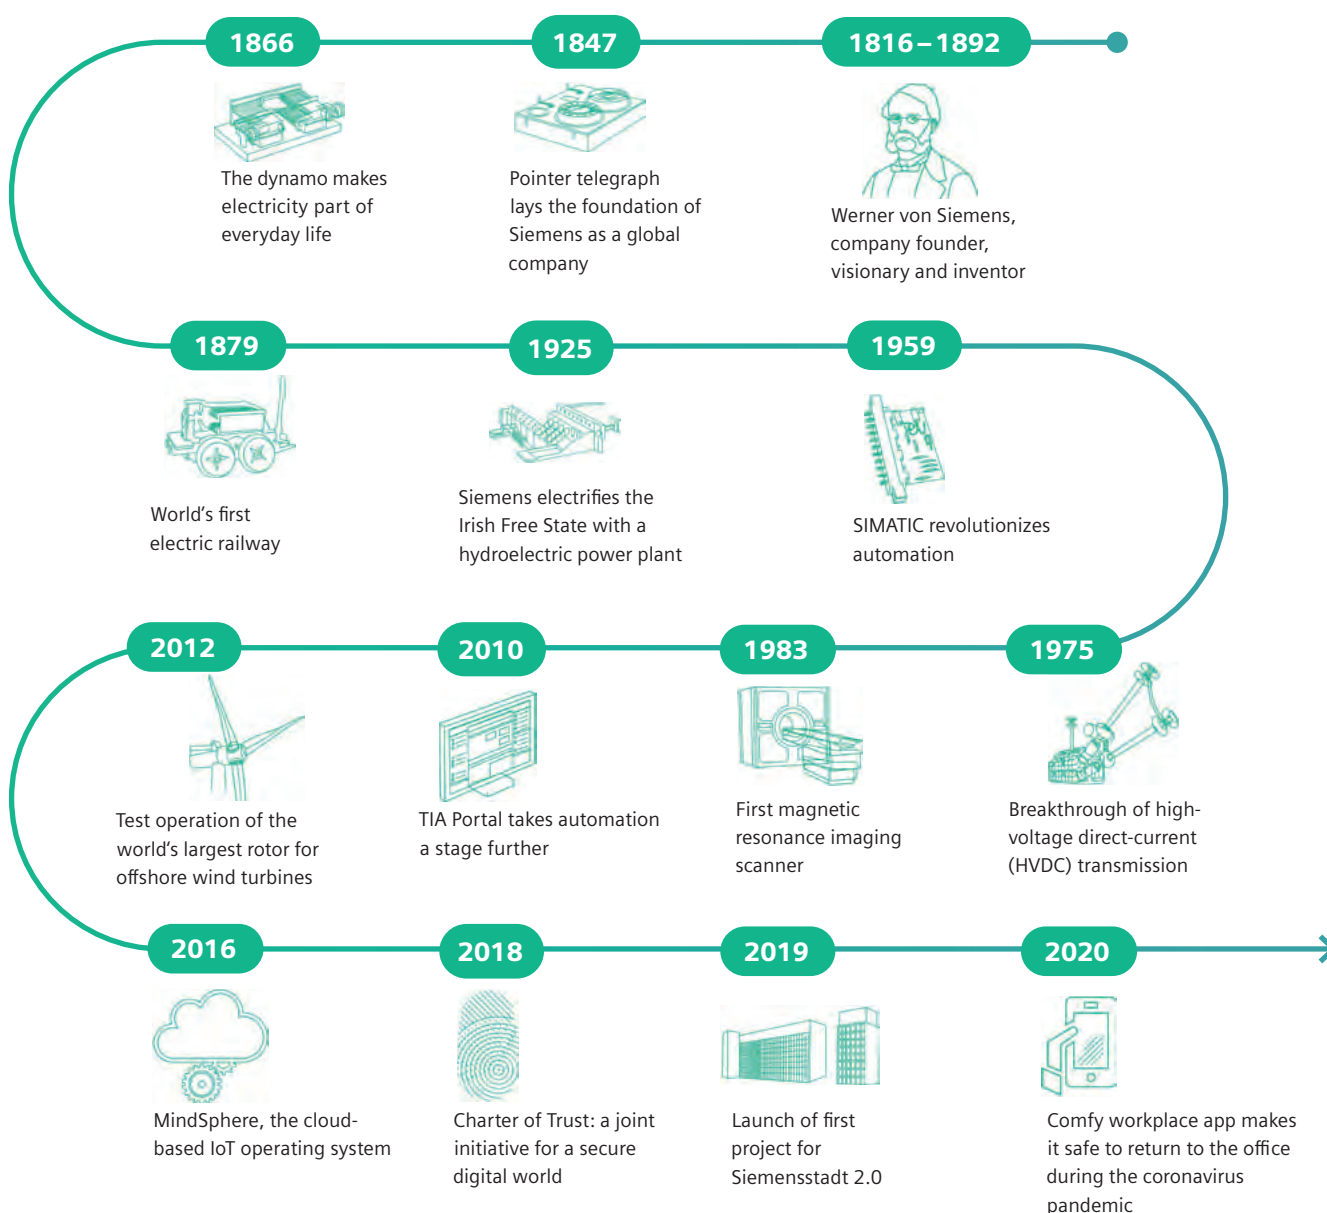 1866
The dynamo makes
electricity part of
everyday life
1847
Pointer telegraph
lays the foundation of
Siemens as a global
company
1816–1892
Werner von Siemens,
company founder,
visionary and inventor
1879
World's first
electric railway
1925
Siemens electrifies the
Irish Free State with a
hydroelectric power plant
1959
SIMATIC revolutionizes
automation
2012
Test operation of the
world's largest rotor for
offshore wind turbines
2010
TIA Portal takes automation
a stage further
1983
First magnetic
resonance imaging
scanner
1975
Breakthrough of high-
voltage direct-current
(HVDC) transmission
2016
MindSphere, the cloud-
based IoT operating system
2018
Charter of Trust: a joint
initiative for a secure
digital world
2019
Launch of first
project for
Siemensstadt 2.0
2020
Comfy workplace app makes
it safe to return to the office
during the coronavirus
pandemic